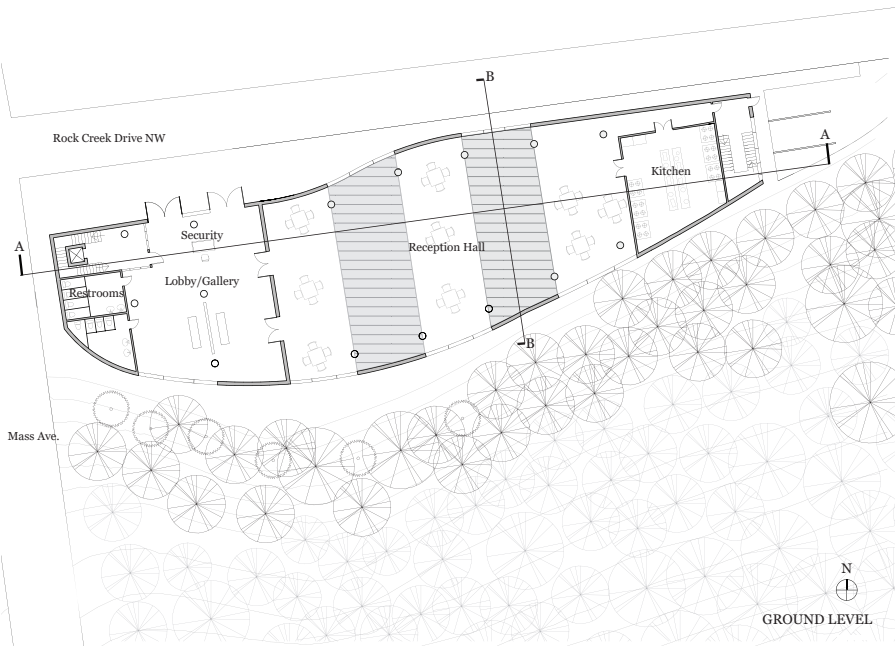 B
Rock Creek Drive NW
A
Kitchen
Security
A
Reception Hall
Lobby/Gallery
Restrooms
B
Mass Ave.
N
GROUND LEVEL